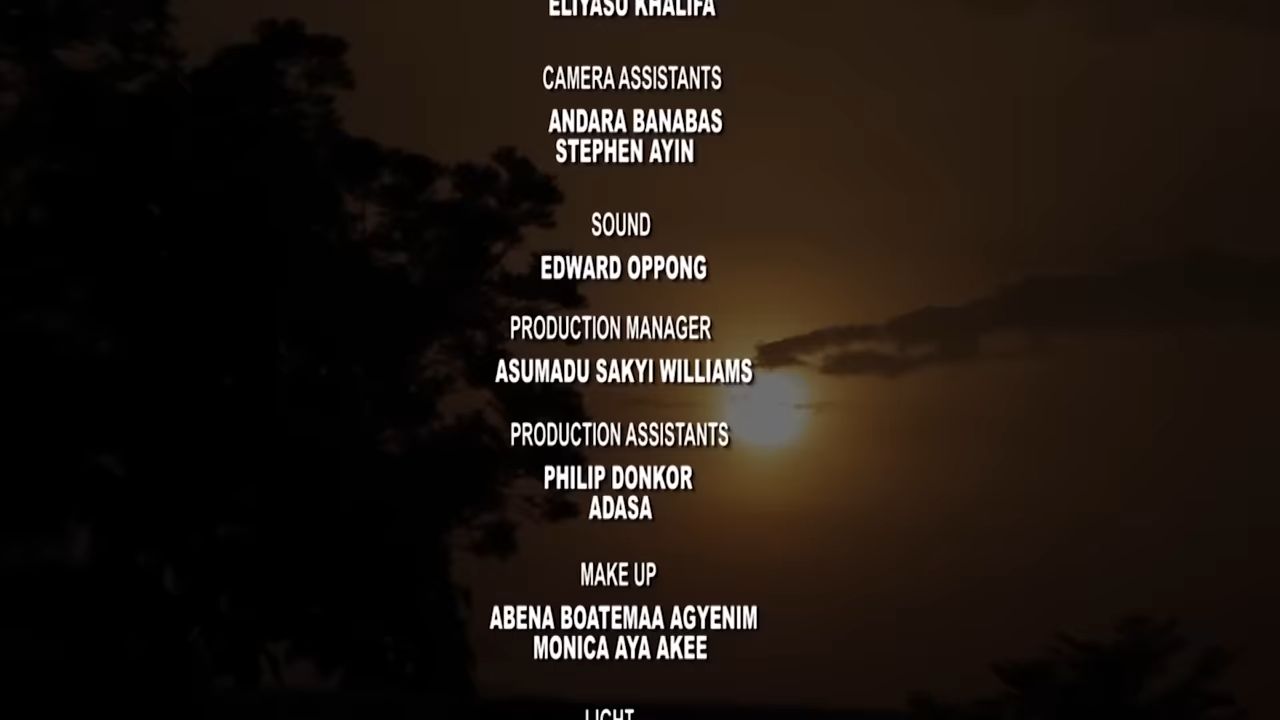 ELIYASU KHALIFA
CAMERA ASSISTANTS
ANDARA BANABAS
STEPHEN AYIN
SOUND
EDWARD OPPONG
PRODUCTION MANAGER
ASUMADU SAKYI WILLIAMS
PRODUCTION ASSISTANTS
PHILIP DONKOR
ADASA
MAKE UP
ABENA BOATEMAA AGYENIM
MONICA AYA AKEE
LIGHT